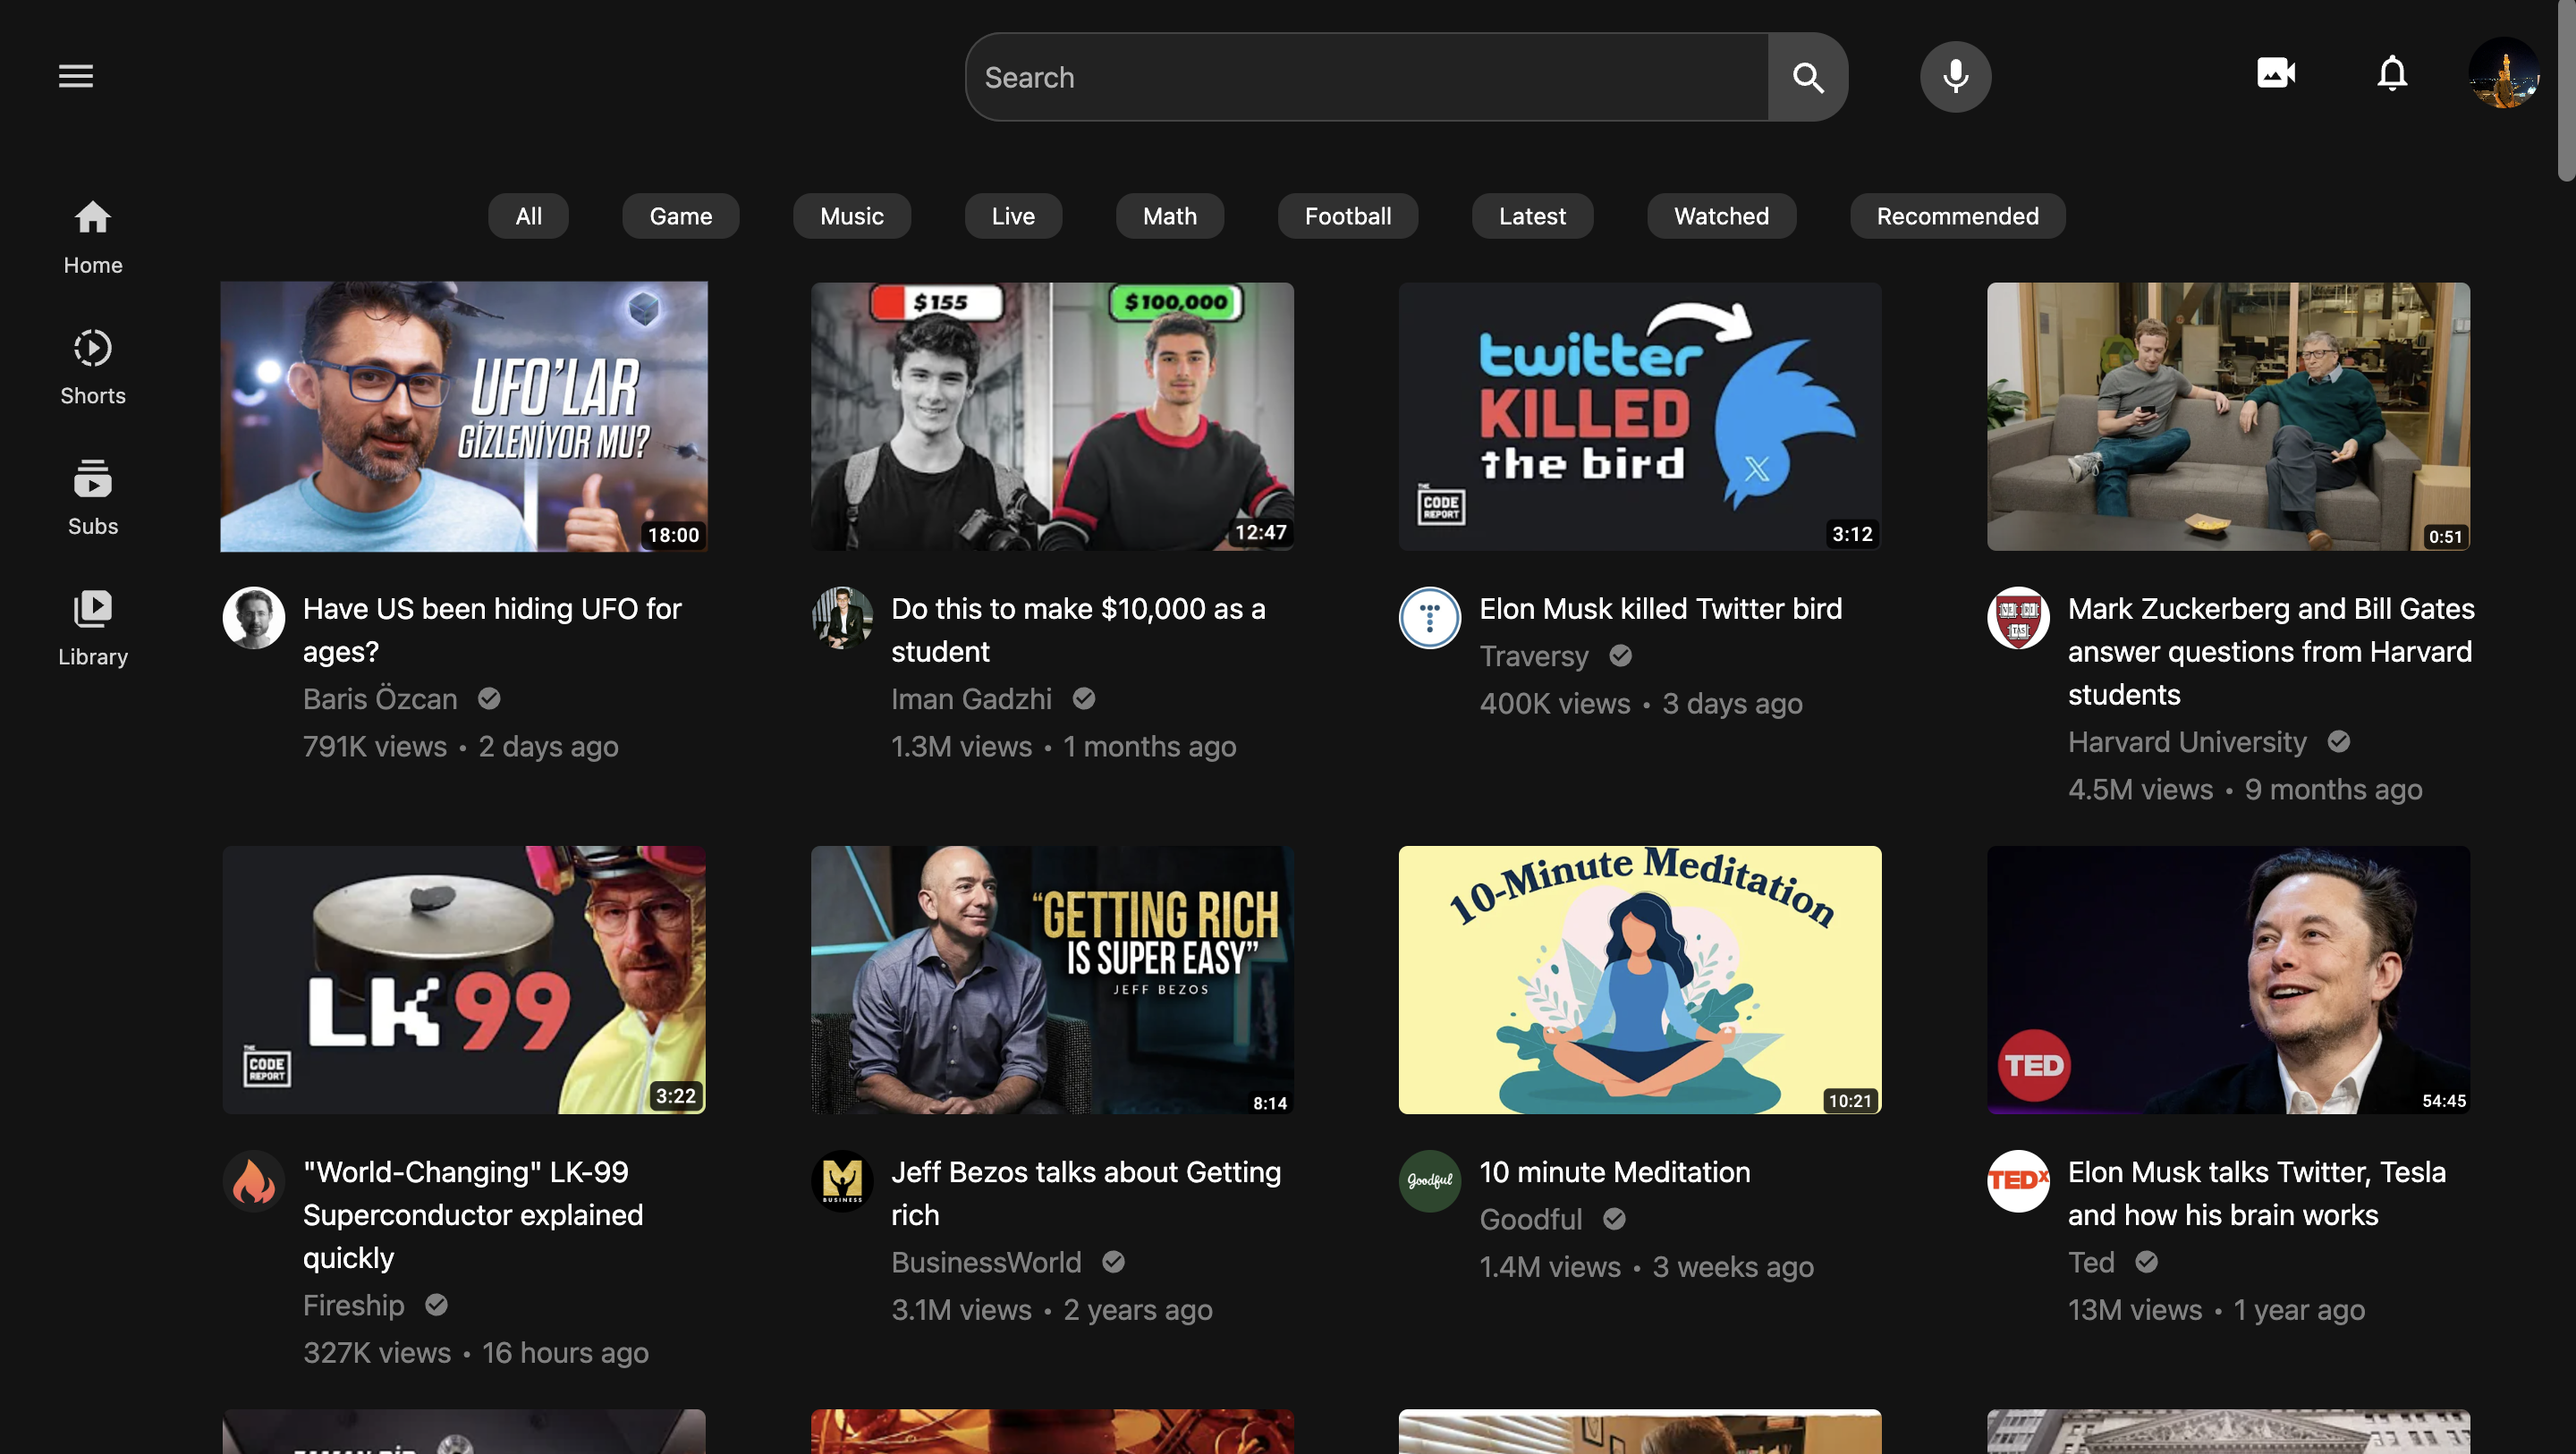 Search
All
Game
Music
Live
Math
Football
Latest
Watched
Recommended
Home
Shorts
Subs
Library
UFO'LAR
GİZLENİYOR MU?
18:00
$155
$100,000
12:47
twitter
KILLED
the bird
X
THE
CODE
REPORT
3:12
0:51
Have US been hiding UFO for
ages?
Baris Özcan
791K views • 2 days ago
Do this to make $10,000 as a
student
Iman Gadzhi
1.3M views • 1 months ago
Elon Musk killed Twitter bird
Traversy
400K views • 3 days ago
VE RI
TAS
Mark Zuckerberg and Bill Gates
answer questions from Harvard
students
Harvard University
4.5M views • 9 months ago
LK99
THE
CODE
REPORT
3:22
“GETTING RICH
IS SUPER EASY”
JEFF BEZOS
8:14
10-Minute Meditation
10:21
TED
54:45
"World-Changing" LK-99
Superconductor explained
quickly
Fireship
327K views • 16 hours ago
M
BUSINESS
Jeff Bezos talks about Getting
rich
BusinessWorld
3.1M views • 2 years ago
Goodful
10 minute Meditation
Goodful
1.4M views • 3 weeks ago
TEDx
Elon Musk talks Twitter, Tesla
and how his brain works
Ted
13M views • 1 year ago